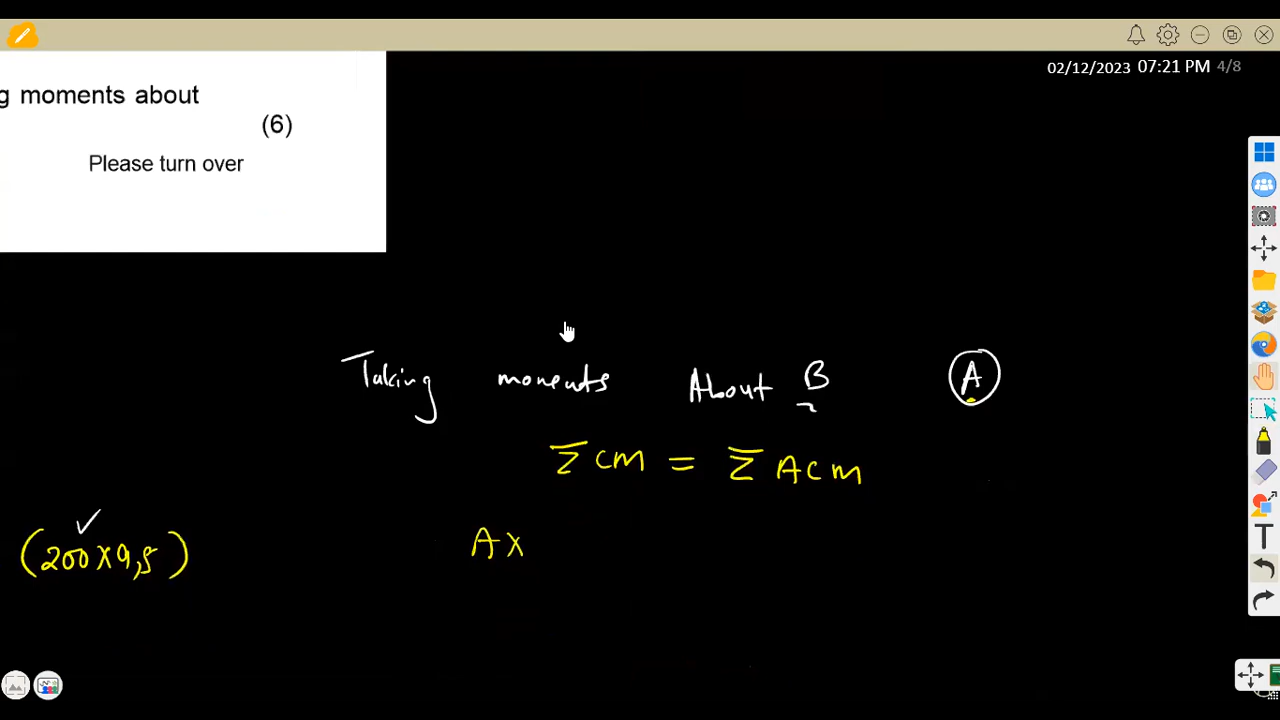 02/12/2023 07:21 PM 4/8
g moments about
(6)
Please turn over
Taking moments About B A
Σ CM = Σ ACM
(200×9,5)
A×
T